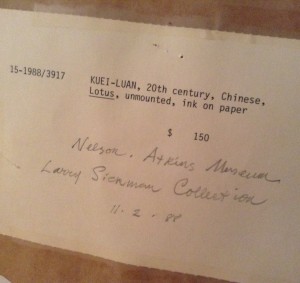 15-1988/3917 KUEI-LUAN, 20th century, Chinese,
Lotus, unmounted, ink on paper
$ 150
Nelson. Atkins Museum
Larry Sickman Collection
11. 2. 88